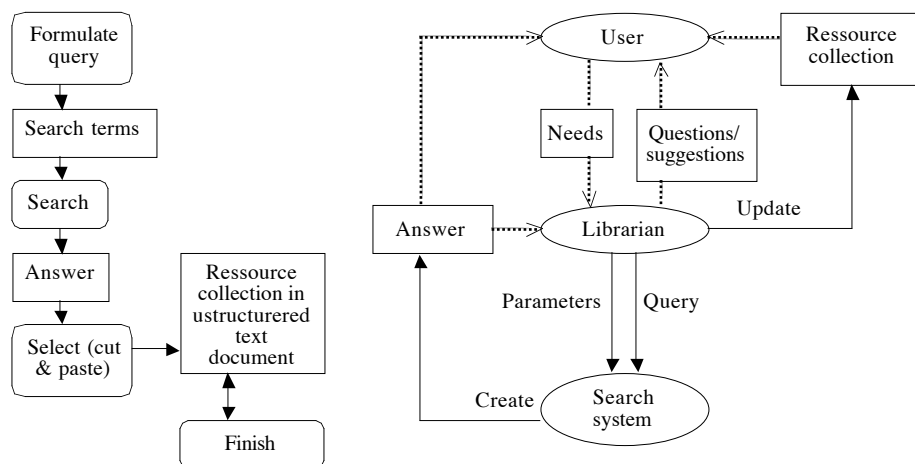 Formulate
query
Search terms
Search
Answer
Select (cut
& paste)
Ressource
collection in
ustructurered
text
document
Finish
User
Ressource
collection
Needs
Questions/
suggestions
Answer
Librarian
Update
Parameters
Query
Create
Search
system